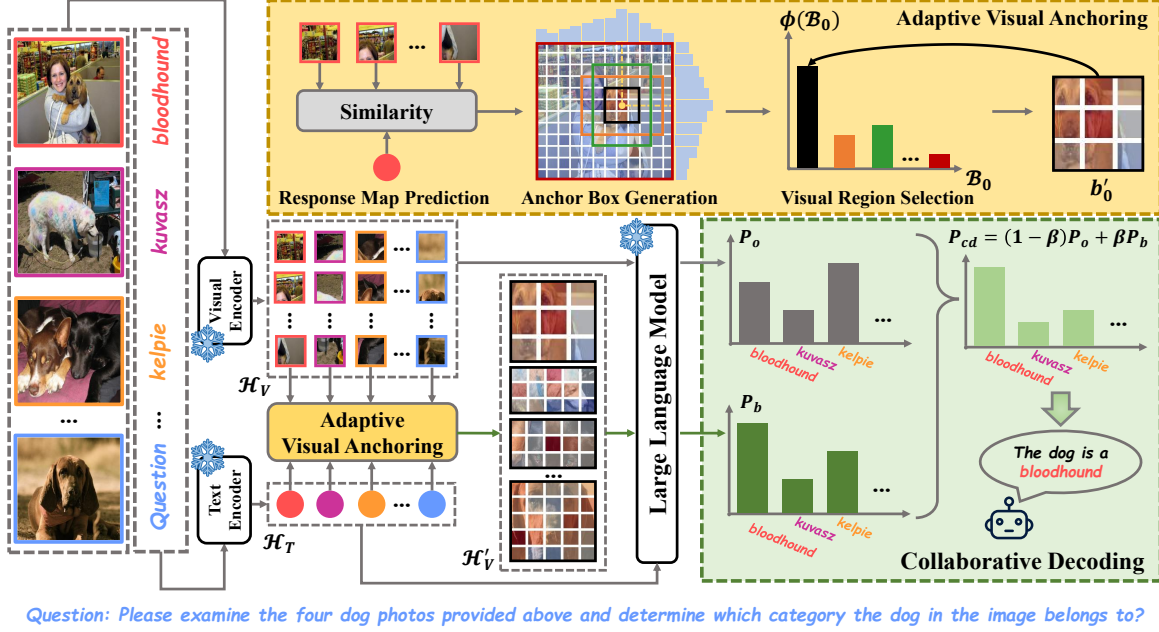 bloodhound
kuvasz
kelpie
...
...
Question
Visual Encoder
Text Encoder
...
Similarity
Response Map Prediction
Anchor Box Generation
ϕ(ℬ₀)
...
ℬ₀
Visual Region Selection
Adaptive Visual Anchoring
b′₀
...
...
...
...
...
...
...
ℋ_V
Adaptive
Visual Anchoring
...
ℋ_T
...
ℋ′_V
Large Language Model
P_o
...
bloodhound
kuvasz
kelpie
P_b
...
bloodhound
kuvasz
kelpie
P_cd = (1 − β)P_o + βP_b
...
bloodhound
kuvasz
kelpie
The dog is a
bloodhound
Collaborative Decoding
Question: Please examine the four dog photos provided above and determine which category the dog in the image belongs to?